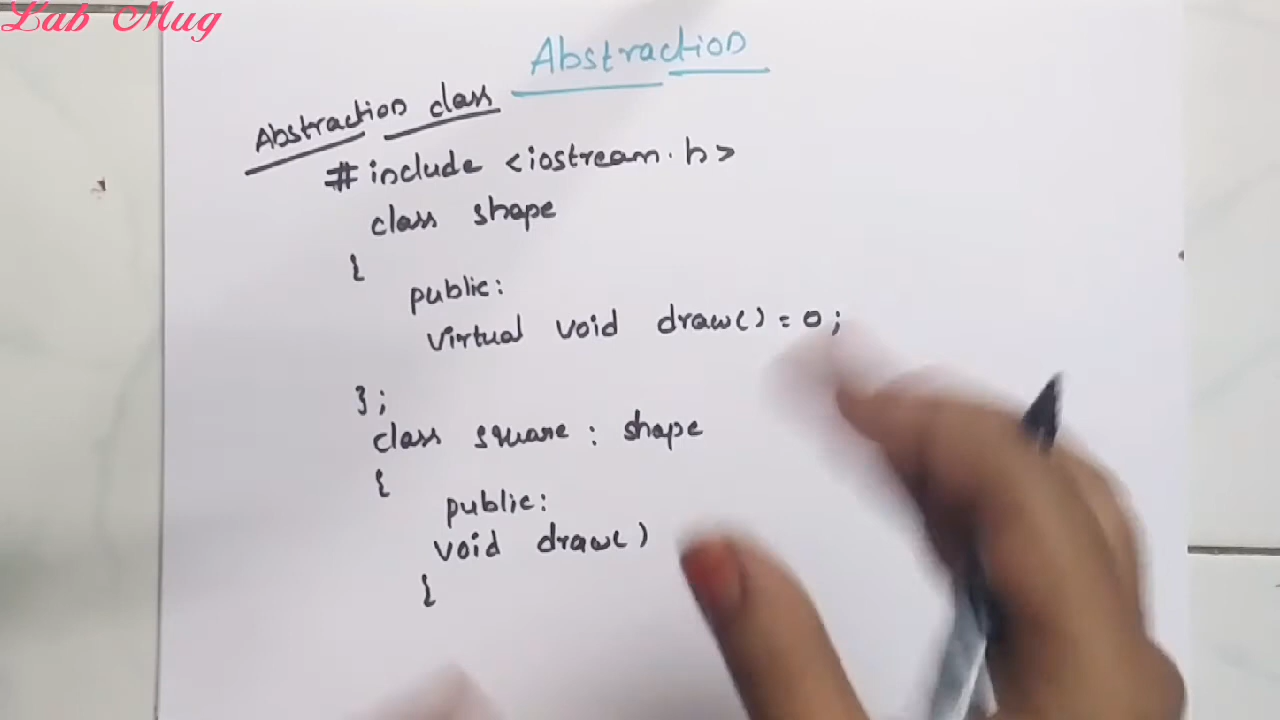 Lab Mug
Abstraction
Abstraction class
# include <iostream.h>
class shape
{
public:
virtual void draw() = 0;
};
class square : shape
{
public:
void draw()
{